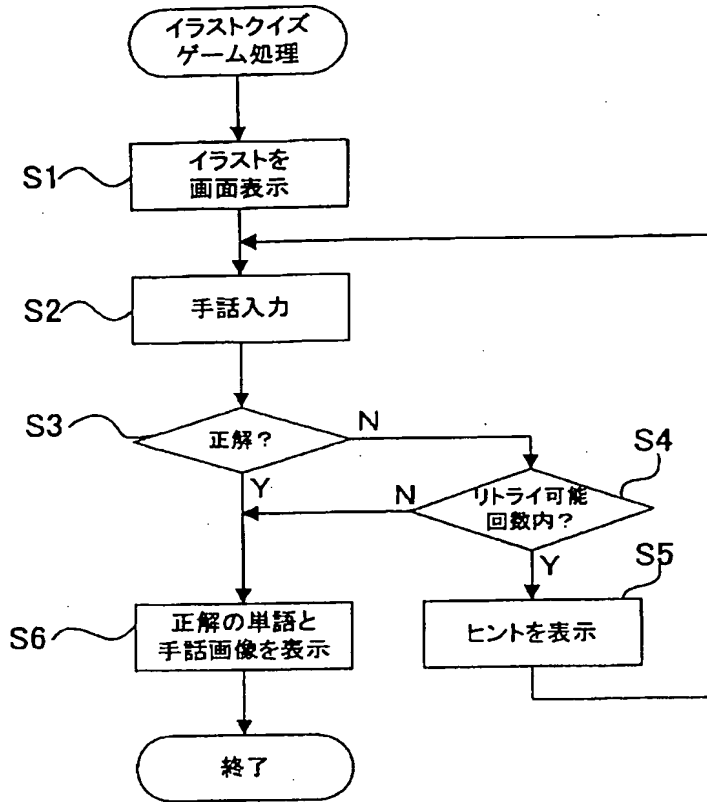 イラストクイズ
ゲーム処理
S1
イラストを
画面表示
S2
手話入力
S3
正解?
N
Y
S4
リトライ可能
回数内?
N
Y
S5
ヒントを表示
S6
正解の単語と
手話画像を表示
終了